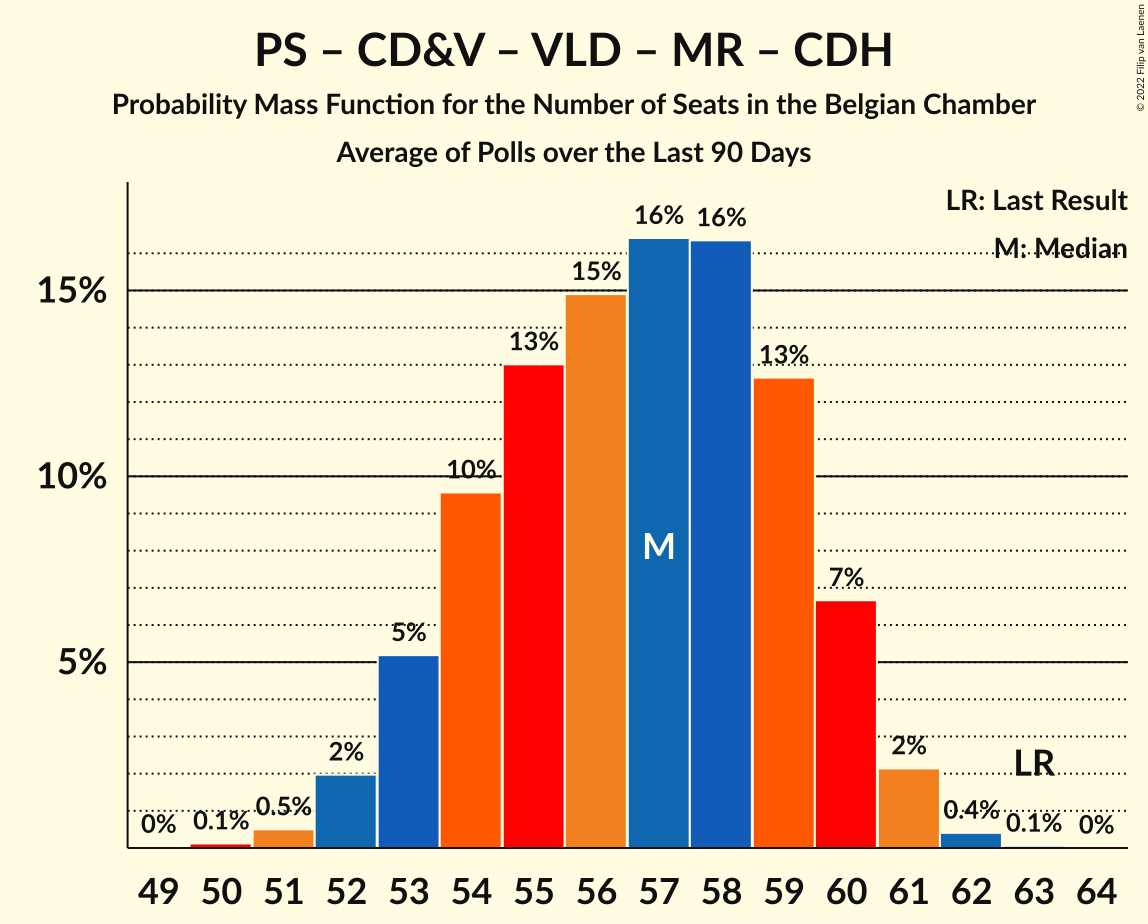 PS – CD&V – VLD – MR – CDH
Probability Mass Function for the Number of Seats in the Belgian Chamber
Average of Polls over the Last 90 Days
© 2022 Filip van Laenen
LR: Last Result
M: Median
15%
10%
5%
0%
0.1%
0.5%
2%
5%
10%
13%
15%
16%
16%
13%
7%
2%
0.4%
0.1%
0%
M
LR
49 50 51 52 53 54 55 56 57 58 59 60 61 62 63 64